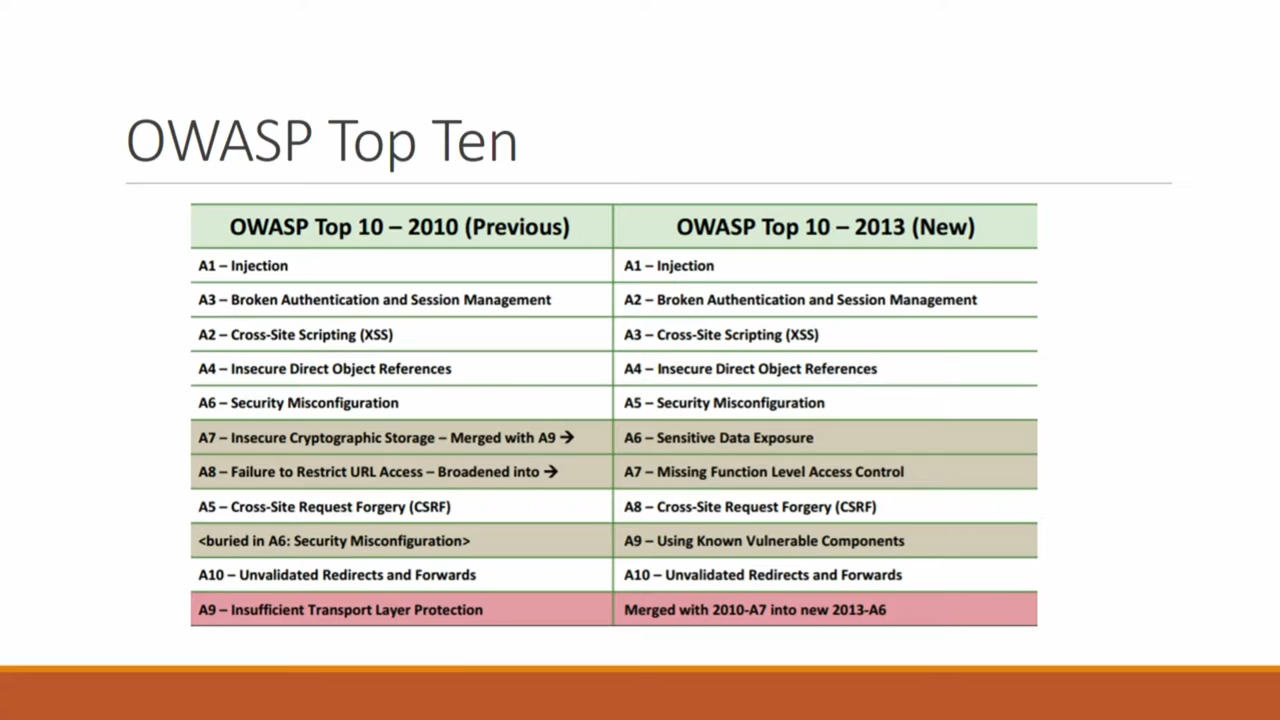 OWASP Top Ten
OWASP Top 10 – 2010 (Previous)
OWASP Top 10 – 2013 (New)
A1 – Injection
A1 – Injection
A3 – Broken Authentication and Session Management
A2 – Broken Authentication and Session Management
A2 – Cross-Site Scripting (XSS)
A3 – Cross-Site Scripting (XSS)
A4 – Insecure Direct Object References
A4 – Insecure Direct Object References
A6 – Security Misconfiguration
A5 – Security Misconfiguration
A7 – Insecure Cryptographic Storage – Merged with A9 →
A6 – Sensitive Data Exposure
A8 – Failure to Restrict URL Access – Broadened into →
A7 – Missing Function Level Access Control
A5 – Cross-Site Request Forgery (CSRF)
A8 – Cross-Site Request Forgery (CSRF)
<buried in A6: Security Misconfiguration>
A9 – Using Known Vulnerable Components
A10 – Unvalidated Redirects and Forwards
A10 – Unvalidated Redirects and Forwards
A9 – Insufficient Transport Layer Protection
Merged with 2010-A7 into new 2013-A6